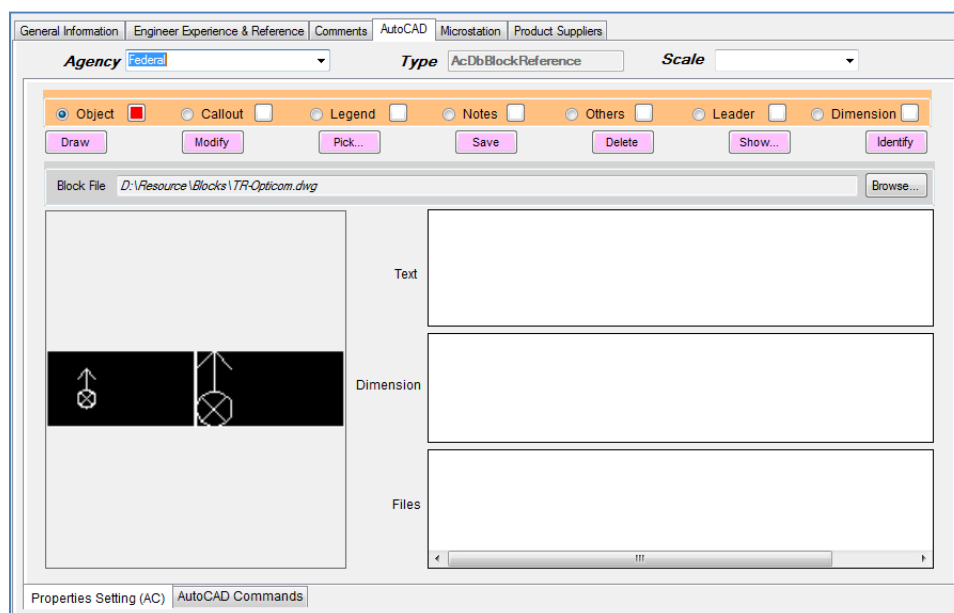 General Information Engineer Experience & Reference Comments AutoCAD Microstation Product Suppliers
Agency Federal Type AcDbBlockReference Scale
Object Callout Legend Notes Others Leader Dimension
Draw Modify Pick... Save Delete Show... Identify
Block File D:\Resource\Blocks\TR-Opticom.dwg Browse...
Text
Dimension
Files
Properties Setting (AC) AutoCAD Commands